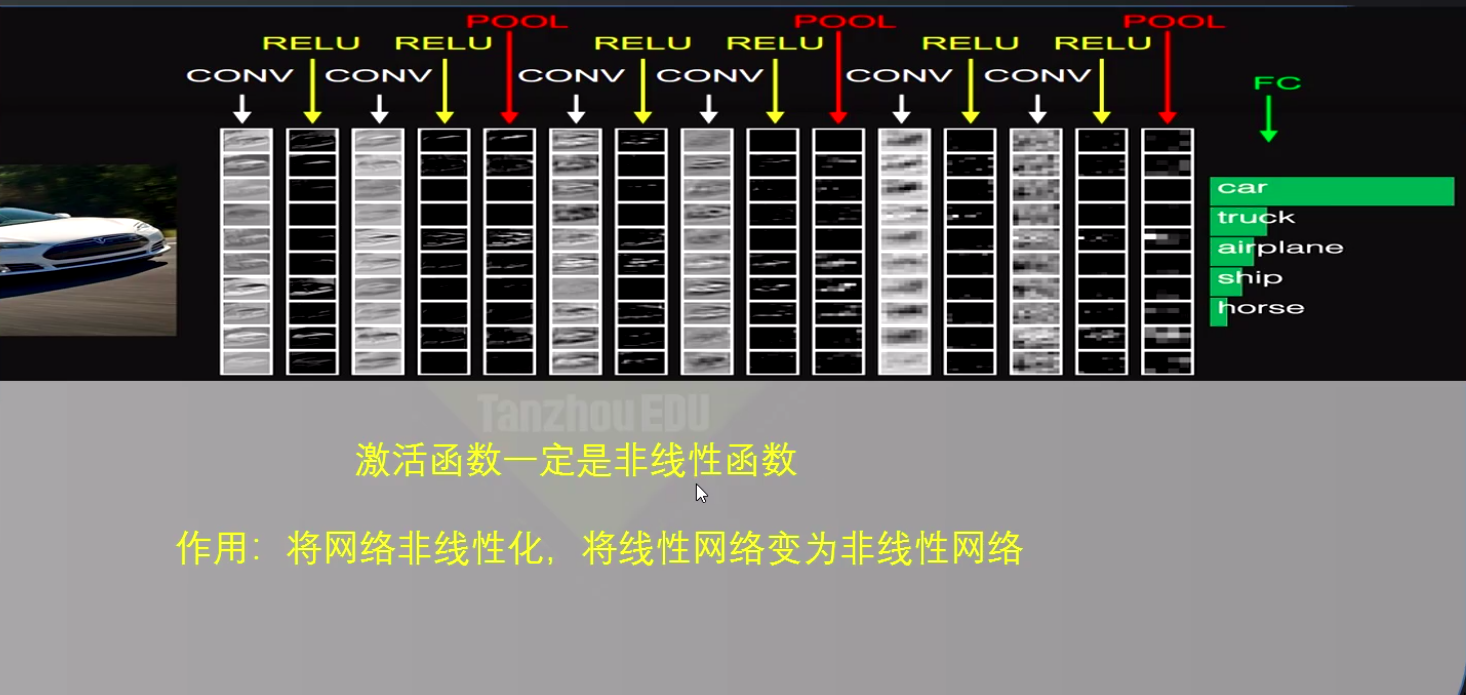 POOL POOL POOL
RELU RELU RELU RELU RELU RELU
CONV CONV CONV CONV CONV CONV
FC
car
truck
airplane
ship
horse
Tanzhou EDU
激活函数一定是非线性函数
作用：将网络非线性化，将线性网络变为非线性网络